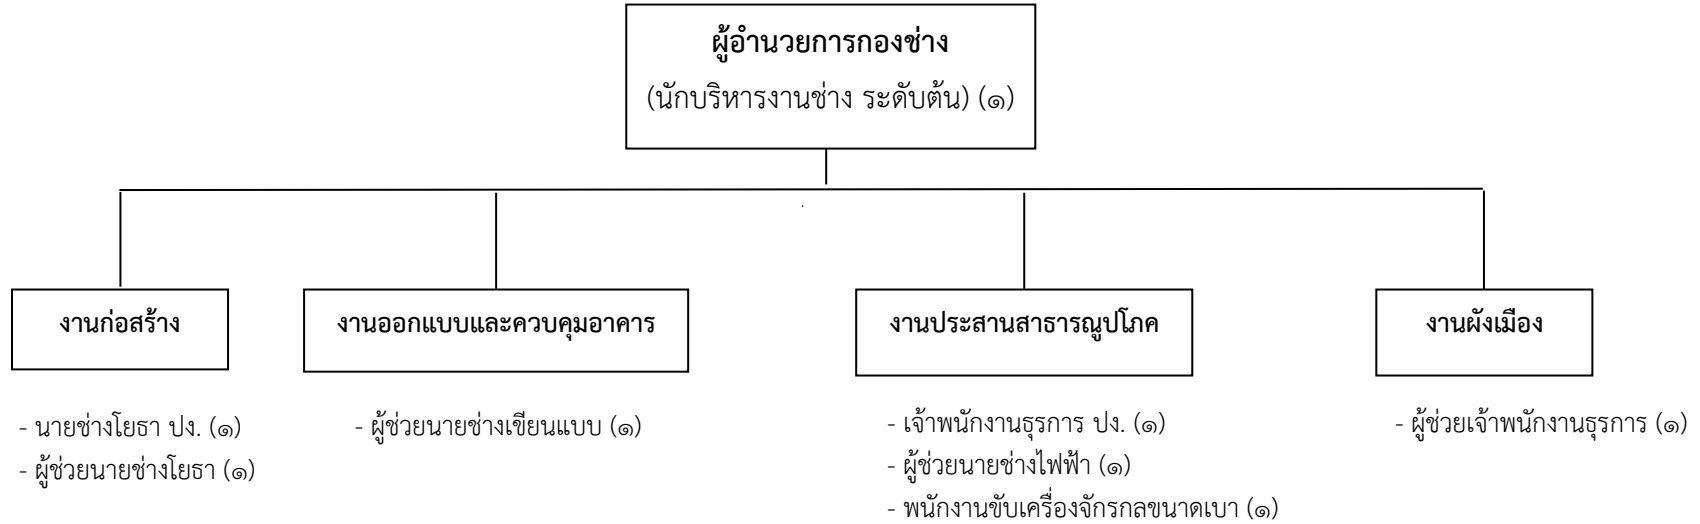 ผู้อำนวยการกองช่าง
(นักบริหารงานช่าง ระดับต้น) (๑)
งานก่อสร้าง
งานออกแบบและควบคุมอาคาร
งานประสานสาธารณูปโภค
งานผังเมือง
- นายช่างโยธา ปง. (๑)
- ผู้ช่วยนายช่างโยธา (๑)
- ผู้ช่วยนายช่างเขียนแบบ (๑)
- เจ้าพนักงานธุรการ ปง. (๑)
- ผู้ช่วยนายช่างไฟฟ้า (๑)
- พนักงานขับเครื่องจักรกลขนาดเบา (๑)
- ผู้ช่วยเจ้าพนักงานธุรการ (๑)